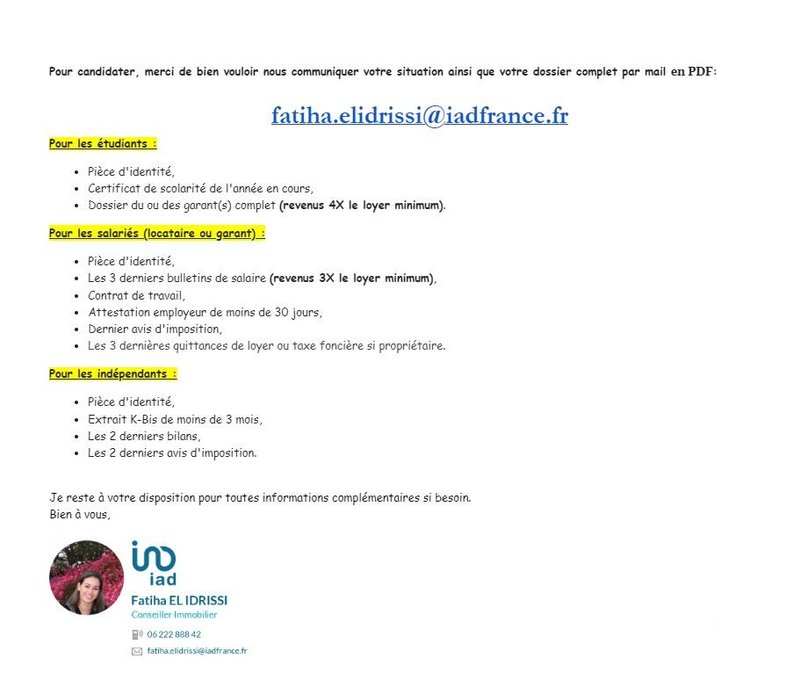 Pour candidater, merci de bien vouloir nous communiquer votre situation ainsi que votre dossier complet par mail en PDF:
fatiha.elidrissi@iadfrance.fr
Pour les étudiants :
• Pièce d'identité,
• Certificat de scolarité de l'année en cours,
• Dossier du ou des garant(s) complet (revenus 4X le loyer minimum).
Pour les salariés (locataire ou garant) :
• Pièce d'identité,
• Les 3 derniers bulletins de salaire (revenus 3X le loyer minimum),
• Contrat de travail,
• Attestation employeur de moins de 30 jours,
• Dernier avis d'imposition,
• Les 3 dernières quittances de loyer ou taxe foncière si propriétaire.
Pour les indépendants :
• Pièce d'identité,
• Extrait K-Bis de moins de 3 mois,
• Les 2 derniers bilans,
• Les 2 derniers avis d'imposition.
Je reste à votre disposition pour toutes informations complémentaires si besoin.
Bien à vous,
iad
Fatiha EL IDRISSI
Conseiller Immobilier
06 222 888 42
fatiha.elidrissi@iadfrance.fr